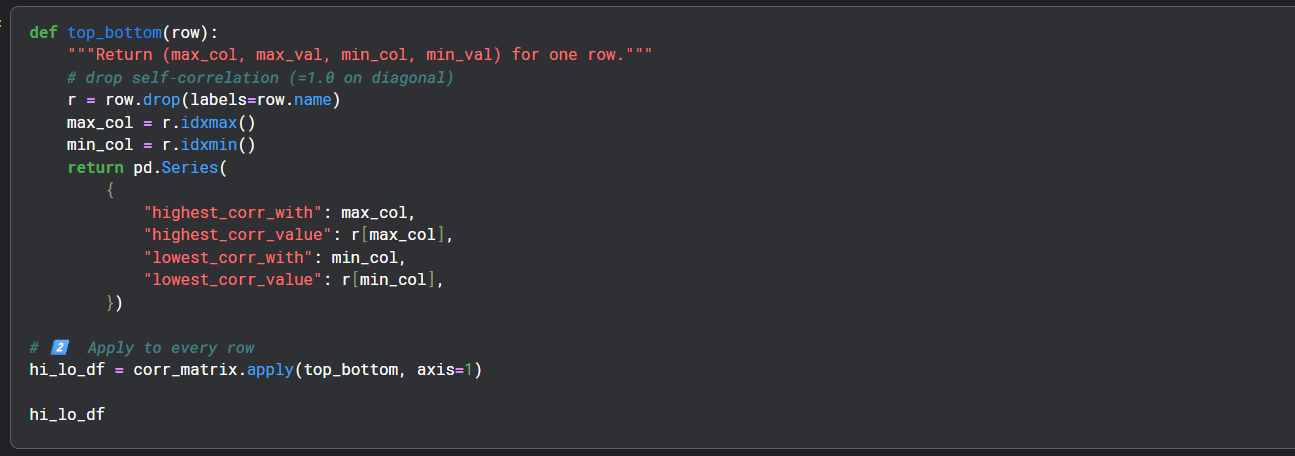 def top_bottom(row):
    """Return (max_col, max_val, min_col, min_val) for one row."""
    # drop self-correlation (=1.0 on diagonal)
    r = row.drop(labels=row.name)
    max_col = r.idxmax()
    min_col = r.idxmin()
    return pd.Series(
        {
            "highest_corr_with": max_col,
            "highest_corr_value": r[max_col],
            "lowest_corr_with": min_col,
            "lowest_corr_value": r[min_col],
        })

# 2️⃣  Apply to every row
hi_lo_df = corr_matrix.apply(top_bottom, axis=1)

hi_lo_df